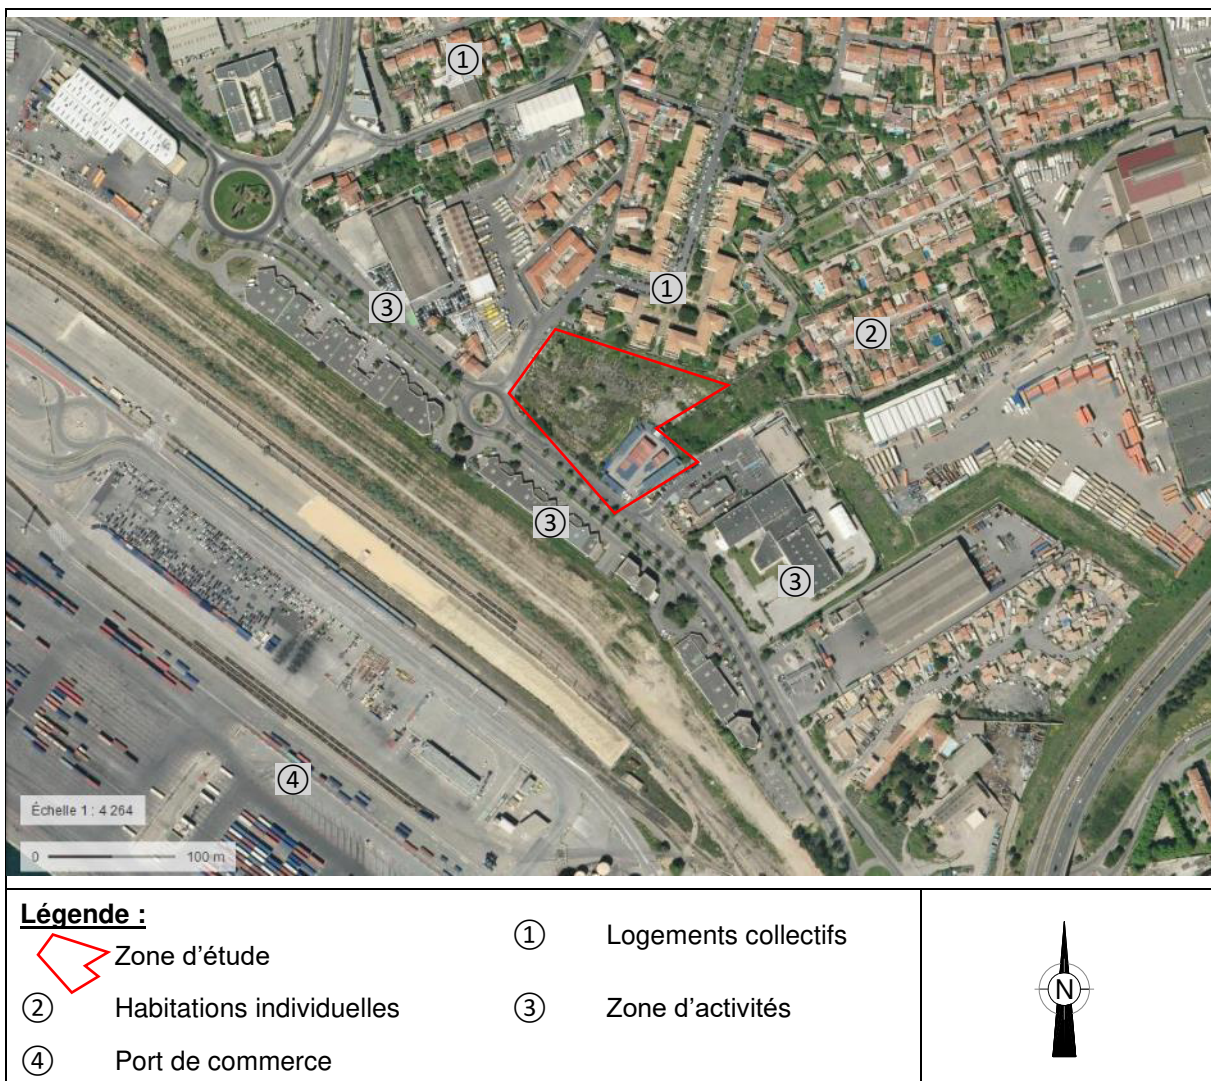 ①
①
②
③
③
③
④
Échelle 1 : 4 264
0 100 m
Légende :
Zone d'étude
① Logements collectifs
② Habitations individuelles
③ Zone d'activités
④ Port de commerce
N